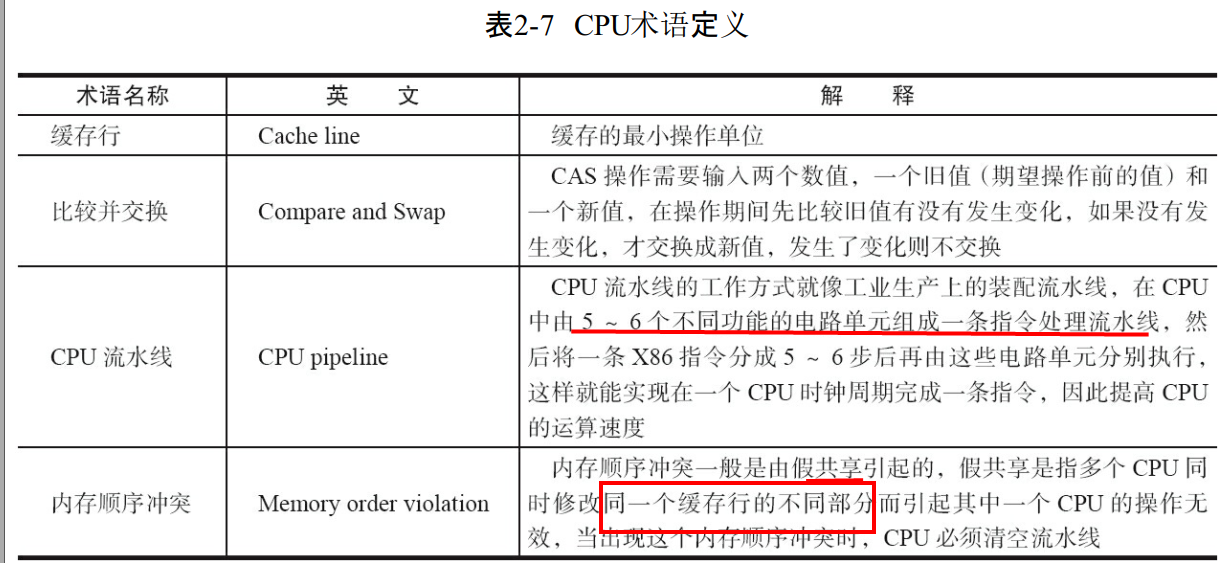 表2-7 CPU术语定义
术语名称 英 文 解 释
缓存行 Cache line 缓存的最小操作单位
CAS 操作需要输入两个数值，一个旧值（期望操作前的值）和
比较并交换 Compare and Swap 一个新值，在操作期间先比较旧值有没有发生变化，如果没有发
生变化，才交换成新值，发生了变化则不交换
CPU 流水线的工作方式就像工业生产上的装配流水线，在 CPU
中由 5 ~ 6 个不同功能的电路单元组成一条指令处理流水线，然
CPU 流水线 CPU pipeline 后将一条 X86 指令分成 5 ~ 6 步后再由这些电路单元分别执行，
这样就能实现在一个 CPU 时钟周期完成一条指令，因此提高 CPU
的运算速度
内存顺序冲突一般是由假共享引起的，假共享是指多个 CPU 同
内存顺序冲突 Memory order violation 时修改同一个缓存行的不同部分而引起其中一个 CPU 的操作无
效，当出现这个内存顺序冲突时，CPU 必须清空流水线